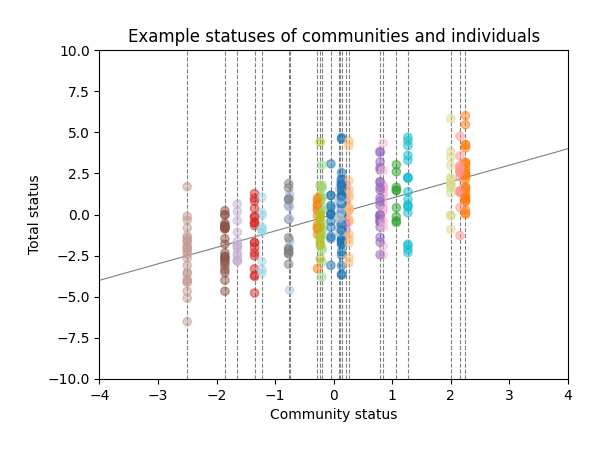 Example statuses of communities and individuals
10.0
7.5
5.0
2.5
0.0
−2.5
−5.0
−7.5
−10.0
Total status
−4 −3 −2 −1 0 1 2 3 4
Community status